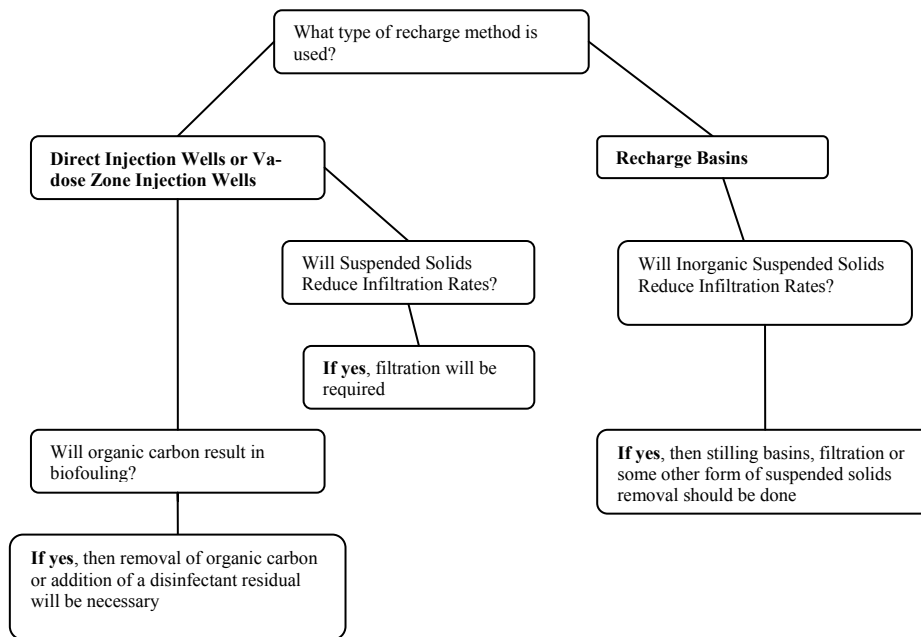 What type of recharge method is
used?
Direct Injection Wells or Va-
dose Zone Injection Wells
Recharge Basins
Will Suspended Solids
Reduce Infiltration Rates?
Will Inorganic Suspended Solids
Reduce Infiltration Rates?
If yes, filtration will be
required
Will organic carbon result in
biofouling?
If yes, then stilling basins, filtration or
some other form of suspended solids
removal should be done
If yes, then removal of organic carbon
or addition of a disinfectant residual
will be necessary